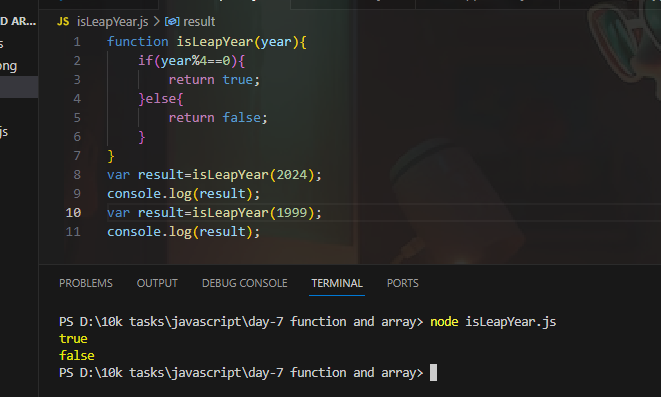 D AR...
s
ong
js
JS isLeapYear.js > result
1 function isLeapYear(year){
2     if(year%4==0){
3         return true;
4     }else{
5         return false;
6     }
7 }
8 var result=isLeapYear(2024);
9 console.log(result);
10 var result=isLeapYear(1999);
11 console.log(result);
PROBLEMS OUTPUT DEBUG CONSOLE TERMINAL PORTS
PS D:\10k tasks\javascript\day-7 function and array> node isLeapYear.js
true
false
PS D:\10k tasks\javascript\day-7 function and array>